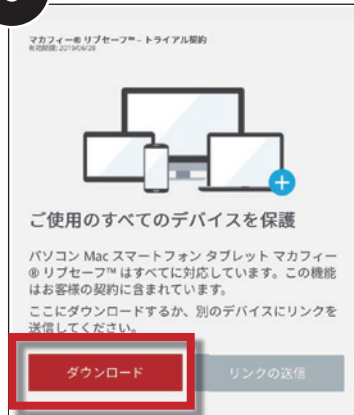 マカフィー® リブセーフ™ – トライアル契約
有効期限: 2019/06/28
ご使用のすべてのデバイスを保護
パソコン Mac スマートフォン タブレット マカフィー
® リブセーフ™ はすべてに対応しています。この機能
はお客様の契約に含まれています。
ここにダウンロードするか、別のデバイスにリンクを
送信してください。
ダウンロード
リンクの送信